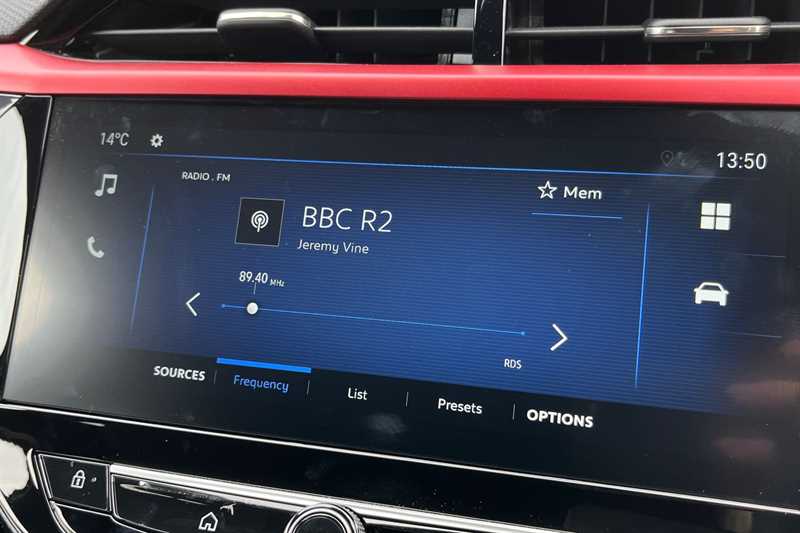 14°C
13:50
RADIO . FM
Mem
BBC R2
Jeremy Vine
89.40 MHz
RDS
SOURCES
Frequency
List
Presets
OPTIONS